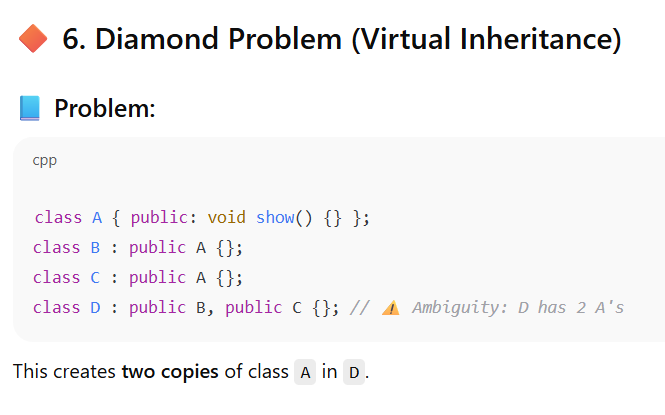 🔶 6. Diamond Problem (Virtual Inheritance)
📘 Problem:
cpp
class A { public: void show() {} };
class B : public A {};
class C : public A {};
class D : public B, public C {}; // ⚠️ Ambiguity: D has 2 A's
This creates two copies of class A in D.